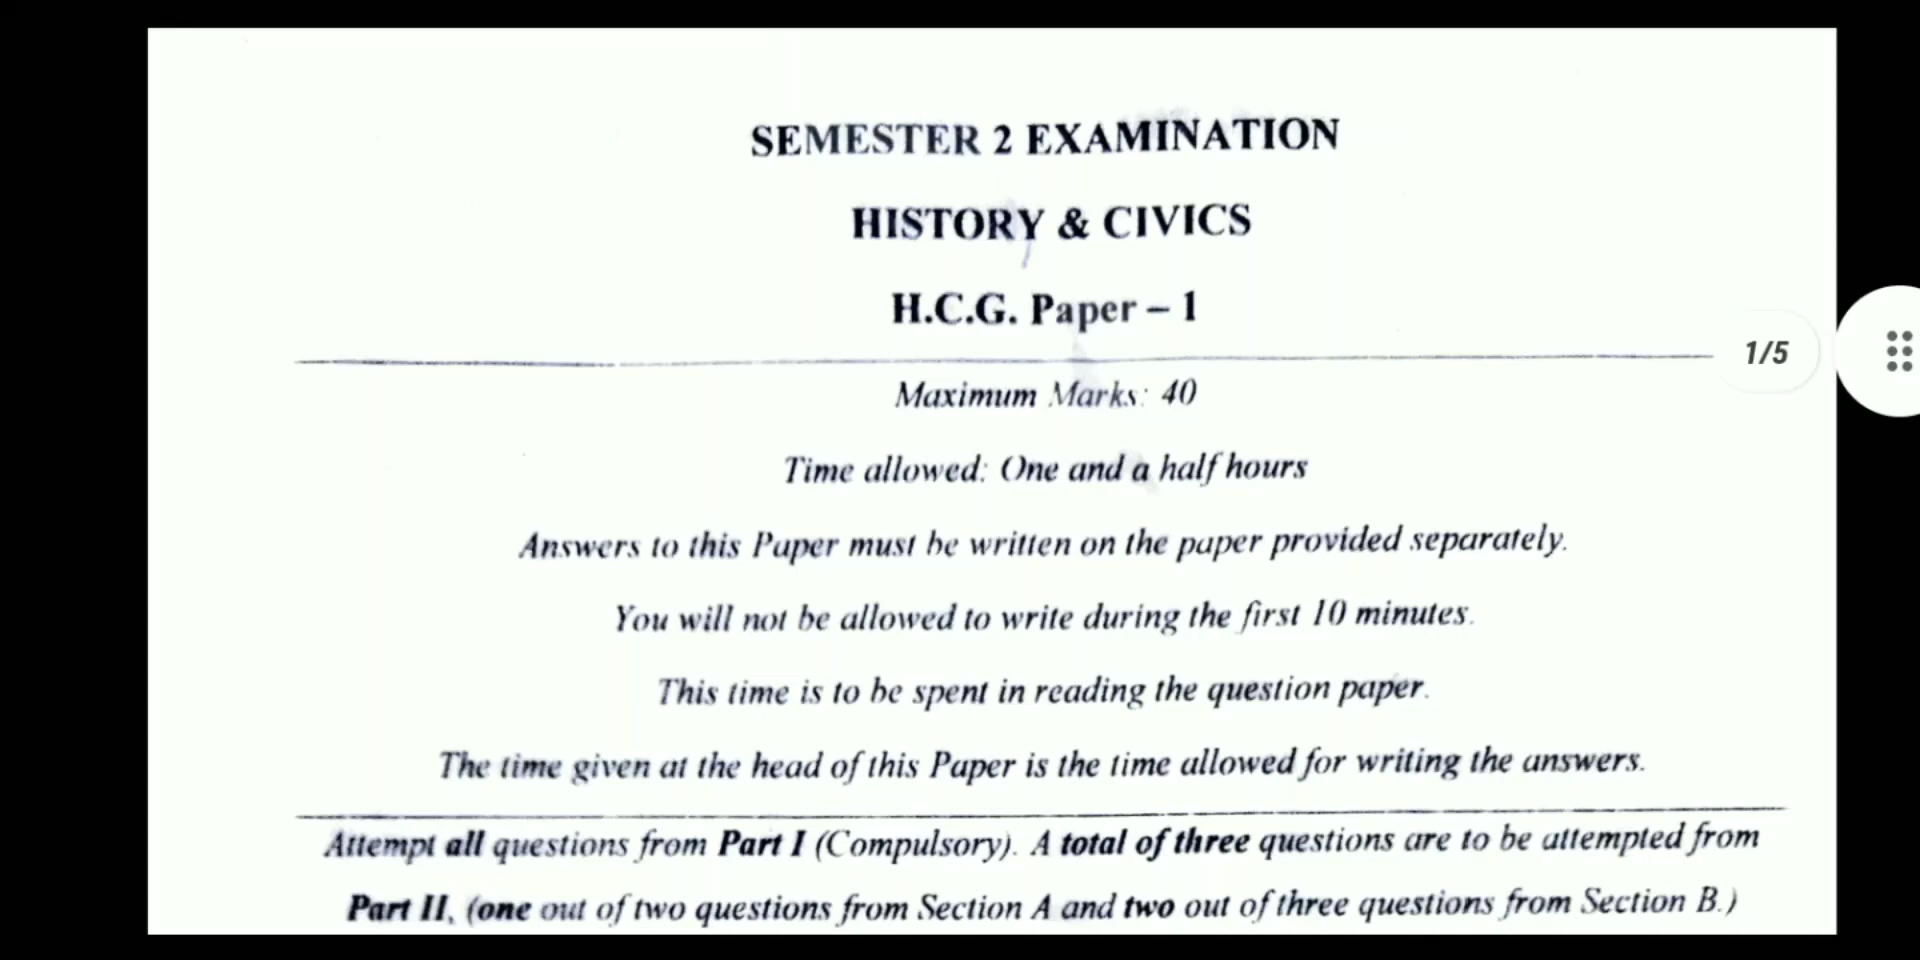 SEMESTER 2 EXAMINATION
HISTORY & CIVICS
H.C.G. Paper – 1
1/5
Maximum Marks: 40
Time allowed: One and a half hours
Answers to this Paper must be written on the paper provided separately.
You will not be allowed to write during the first 10 minutes.
This time is to be spent in reading the question paper.
The time given at the head of this Paper is the time allowed for writing the answers.
Attempt all questions from Part I (Compulsory). A total of three questions are to be attempted from
Part II, (one out of two questions from Section A and two out of three questions from Section B.)